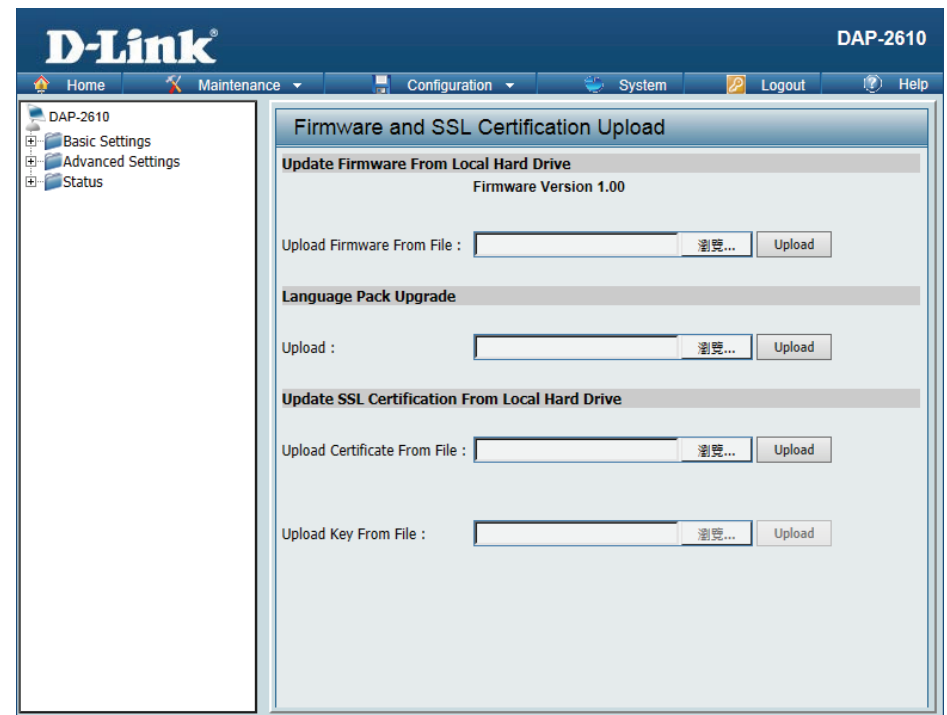 D-Link®
DAP-2610
Home Maintenance Configuration System Logout Help
DAP-2610
Basic Settings
Advanced Settings
Status
Firmware and SSL Certification Upload
Update Firmware From Local Hard Drive
Firmware Version 1.00
Upload Firmware From File : 瀏覽... Upload
Language Pack Upgrade
Upload : 瀏覽... Upload
Update SSL Certification From Local Hard Drive
Upload Certificate From File : 瀏覽... Upload
Upload Key From File : 瀏覽... Upload